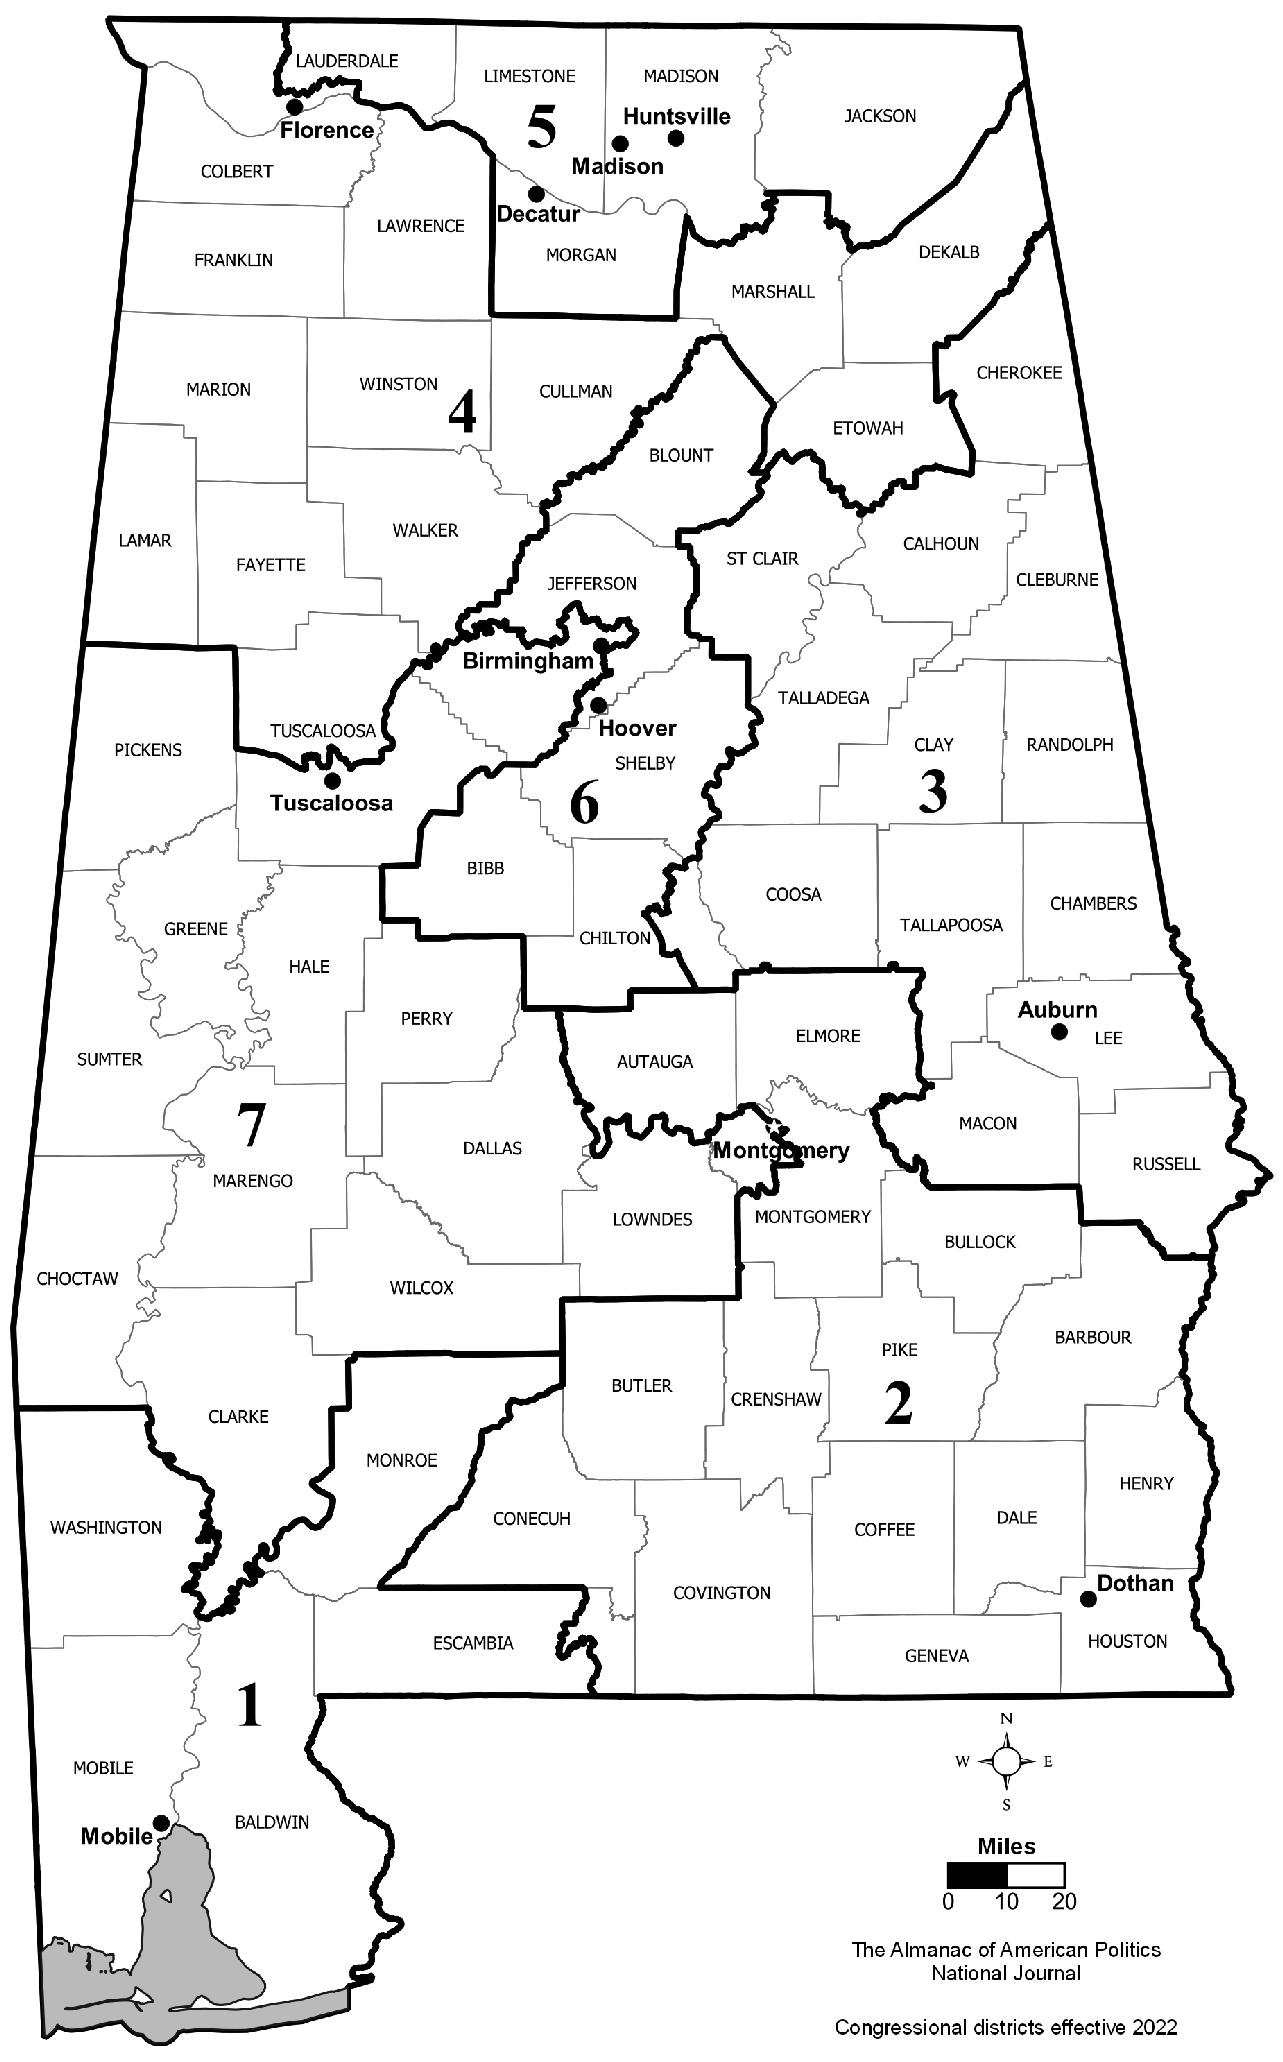 LAUDERDALE
LIMESTONE
MADISON
JACKSON
5
Huntsville
Madison
Florence
COLBERT
Decatur
LAWRENCE
MORGAN
FRANKLIN
DEKALB
MARSHALL
MARION
WINSTON
4
CULLMAN
CHEROKEE
ETOWAH
BLOUNT
LAMAR
WALKER
FAYETTE
ST CLAIR
CALHOUN
CLEBURNE
JEFFERSON
Birmingham
TALLADEGA
Hoover
TUSCALOOSA
PICKENS
SHELBY
CLAY
RANDOLPH
6
3
Tuscaloosa
BIBB
COOSA
CHAMBERS
TALLAPOOSA
GREENE
CHILTON
HALE
PERRY
Auburn
LEE
ELMORE
AUTAUGA
SUMTER
7
MACON
DALLAS
Montgomery
RUSSELL
MARENGO
LOWNDES
MONTGOMERY
BULLOCK
CHOCTAW
WILCOX
BARBOUR
PIKE
BUTLER
CRENSHAW
2
CLARKE
MONROE
HENRY
CONECUH
DALE
COFFEE
WASHINGTON
COVINGTON
Dothan
ESCAMBIA
HOUSTON
GENEVA
1
N
W E
S
MOBILE
BALDWIN
Mobile
Miles
0 10 20
The Almanac of American Politics
National Journal
Congressional districts effective 2022